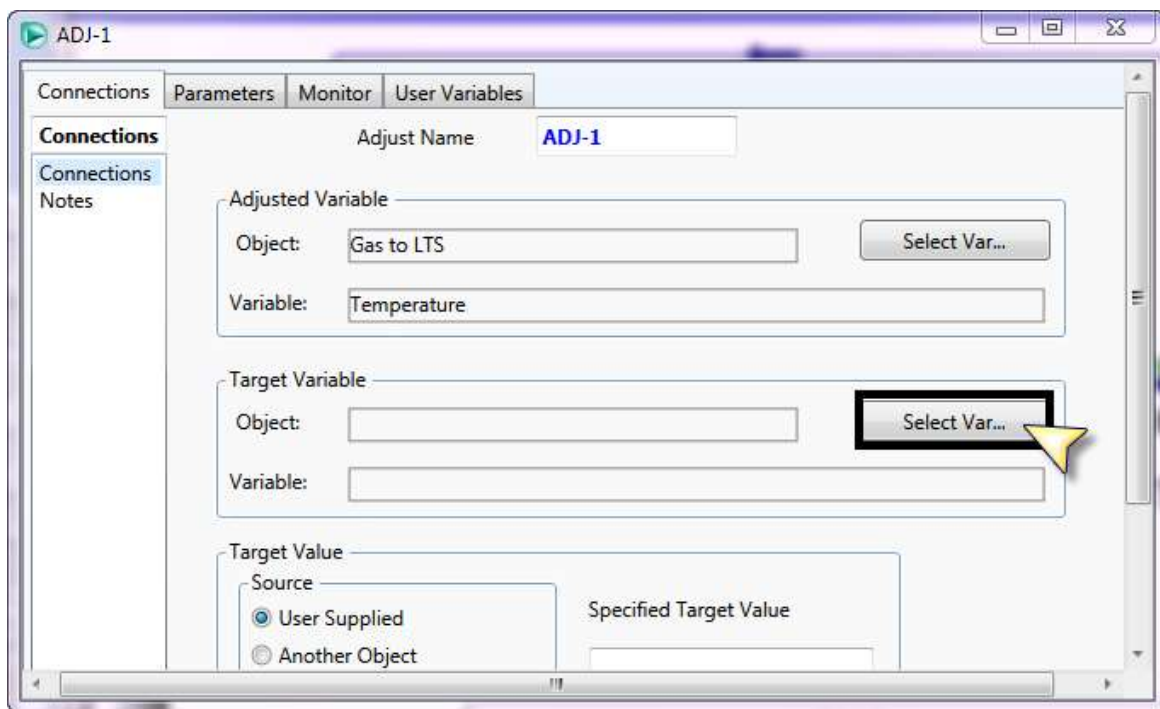 ADJ-1
Connections Parameters Monitor User Variables
Connections
Connections
Notes
Adjust Name ADJ-1
Adjusted Variable
Object: Gas to LTS Select Var...
Variable: Temperature
Target Variable
Object: Select Var...
Variable:
Target Value
Source
User Supplied
Another Object
Specified Target Value